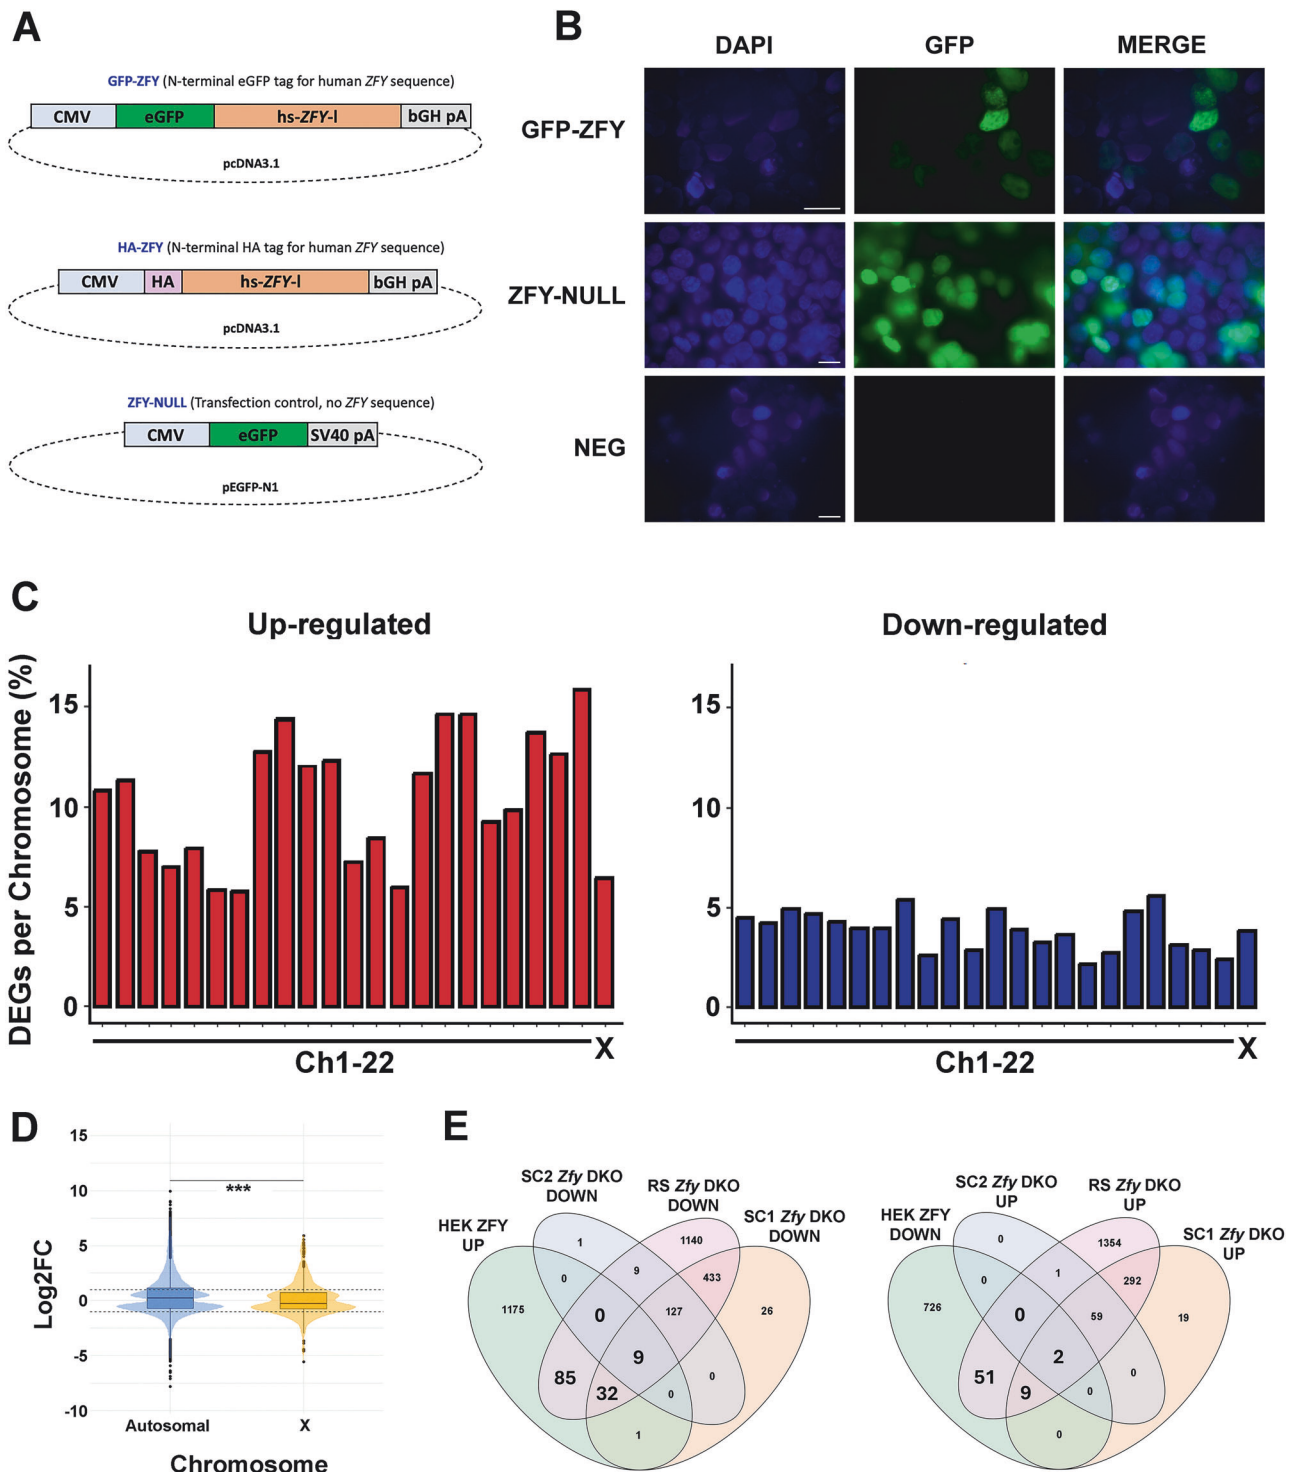 A
GFP-ZFY (N-terminal eGFP tag for human ZFY sequence)
CMV eGFP hs-ZFY-l bGH pA
pcDNA3.1
HA-ZFY (N-terminal HA tag for human ZFY sequence)
CMV HA hs-ZFY-l bGH pA
pcDNA3.1
ZFY-NULL (Transfection control, no ZFY sequence)
CMV eGFP SV40 pA
pEGFP-N1
B
DAPI GFP MERGE
GFP-ZFY
ZFY-NULL
NEG
C
Up-regulated
DEGs per Chromosome (%)
15
10
5
0
Ch1-22 X
Down-regulated
15
10
5
0
Ch1-22 X
D
Log2FC
15
10
5
0
-5
-10
***
Autosomal X
Chromosome
E
HEK ZFY
UP
SC2 Zfy DKO
DOWN
RS Zfy DKO
DOWN
SC1 Zfy DKO
DOWN
1 1140
0 9 433
1175 0 127 26
9
85 32 0 0
1
HEK ZFY
DOWN
SC2 Zfy DKO
UP
RS Zfy DKO
UP
SC1 Zfy DKO
UP
0 1354
0 1 292
726 0 59 19
2
51 9 0 0
0